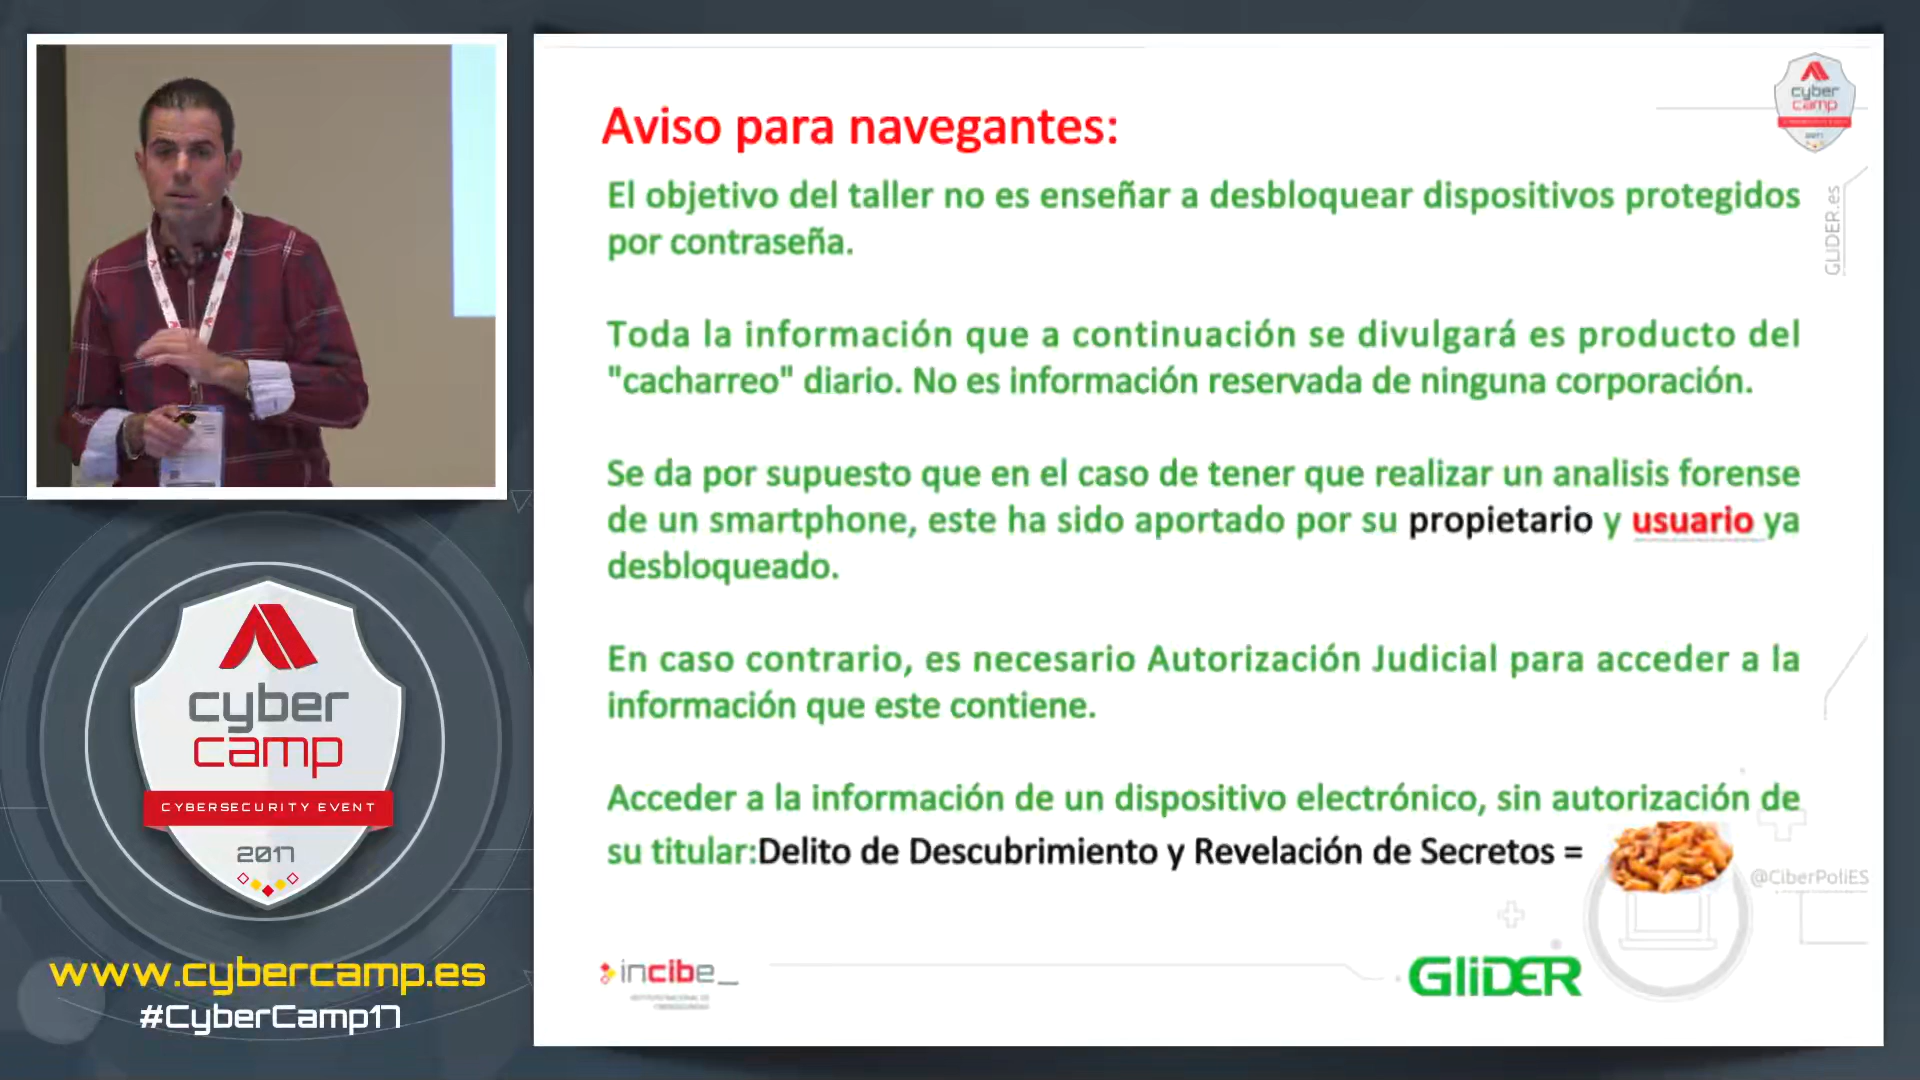 Aviso para navegantes:
El objetivo del taller no es enseñar a desbloquear dispositivos protegidos
por contraseña.
Toda la información que a continuación se divulgará es producto del
"cacharreo" diario. No es información reservada de ninguna corporación.
Se da por supuesto que en el caso de tener que realizar un analisis forense
de un smartphone, este ha sido aportado por su propietario y usuario ya
desbloqueado.
En caso contrario, es necesario Autorización Judicial para acceder a la
información que este contiene.
Acceder a la información de un dispositivo electrónico, sin autorización de
su titular:Delito de Descubrimiento y Revelación de Secretos =
cyber
camp
CYBERSECURITY EVENT
2017
GLIDER.es
@CiberPoliES
incibe_
GLIDER
cyber
camp
CYBERSECURITY EVENT
2017
www.cybercamp.es
#CyberCamp17